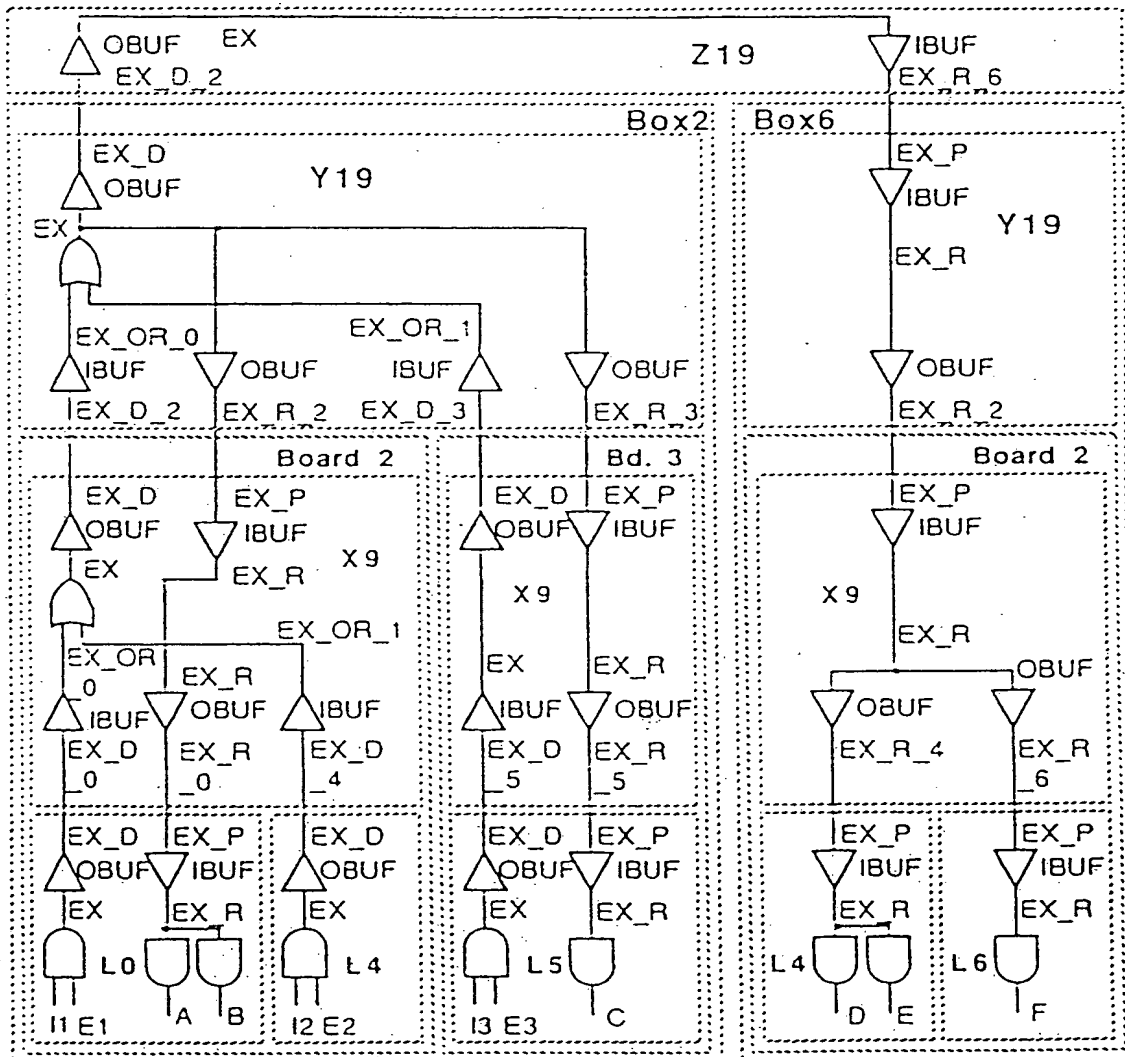 OBUF EX IBUF
Z19
EX_D_2 EX_R_6
Box2 Box6
EX_D EX_P
OBUF Y19 IBUF
EX Y19
EX_R
EX_OR_0 EX_OR_1
IBUF OBUF IBUF OBUF OBUF
EX_D_2 EX_R_2 EX_D_3 EX_R_3 EX_R_2
Board 2 Bd. 3 Board 2
EX_D EX_P EX_D EX_P EX_P
OBUF IBUF OBUF IBUF IBUF
EX X9 EX_R X9 X9
EX_OR_1 EX_R
EX_OR EX_R EX EX_R OBUF
_0
IBUF OBUF IBUF IBUF OBUF OBUF
EX_D EX_R EX_D EX_D EX_R EX_R_4 EX_R
_0 _0 _4 _5 _5 _6
EX_D EX_P EX_D EX_D EX_P EX_P EX_P
OBUF IBUF OBUF OBUF IBUF IBUF IBUF
EX EX_R EX EX EX_R EX_R EX_R
L0 L4 L5 L4 L6
I1 E1 A B I2 E2 I3 E3 C D E F